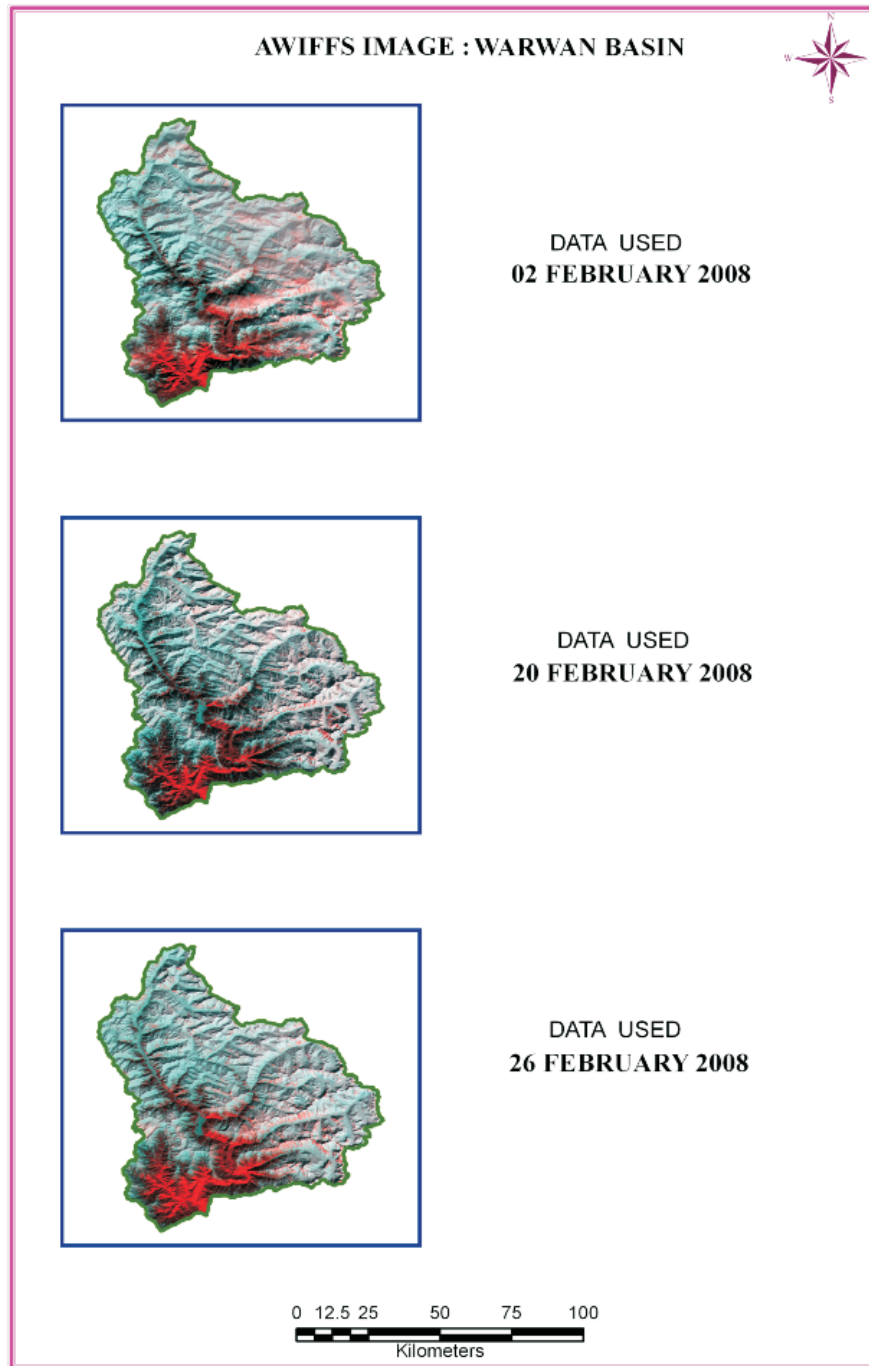 AWIFFS IMAGE : WARWAN BASIN
N
W
S
DATA USED
02 FEBRUARY 2008
DATA USED
20 FEBRUARY 2008
DATA USED
26 FEBRUARY 2008
0 12.5 25 50 75 100
Kilometers